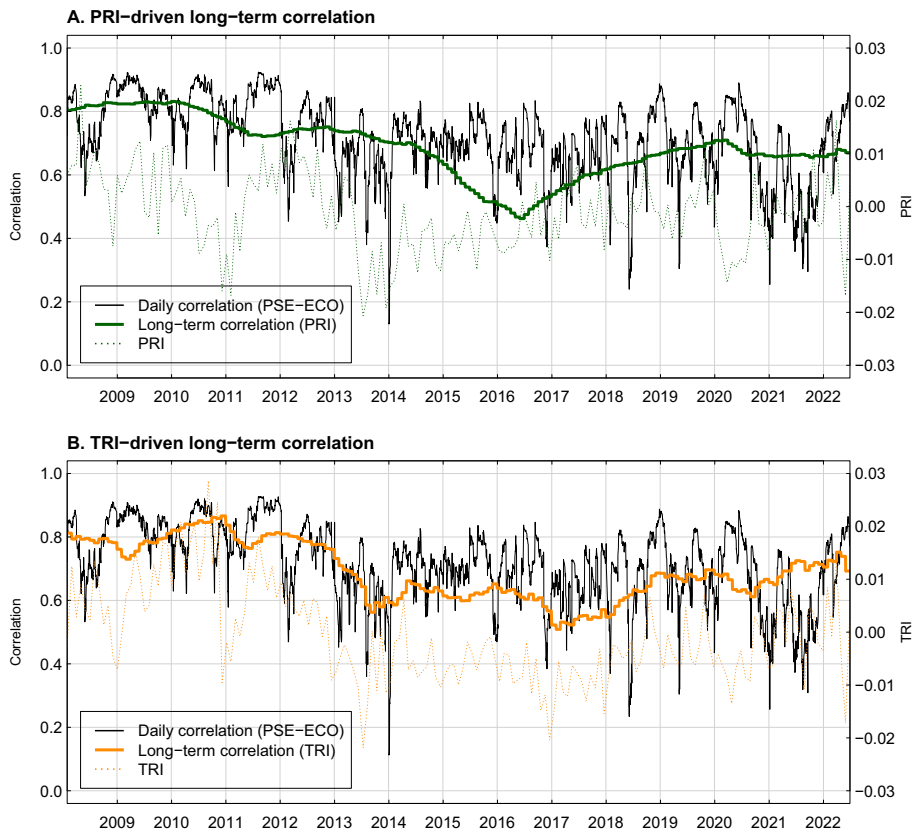 A. PRI−driven long−term correlation
1.0
0.8
0.6
0.4
0.2
0.0
Correlation
0.03
0.02
0.01
0.00
−0.01
−0.02
−0.03
PRI
Daily correlation (PSE−ECO)
Long−term correlation (PRI)
PRI
2009 2010 2011 2012 2013 2014 2015 2016 2017 2018 2019 2020 2021 2022
B. TRI−driven long−term correlation
1.0
0.8
0.6
0.4
0.2
0.0
Correlation
0.03
0.02
0.01
0.00
−0.01
−0.02
−0.03
TRI
Daily correlation (PSE−ECO)
Long−term correlation (TRI)
TRI
2009 2010 2011 2012 2013 2014 2015 2016 2017 2018 2019 2020 2021 2022